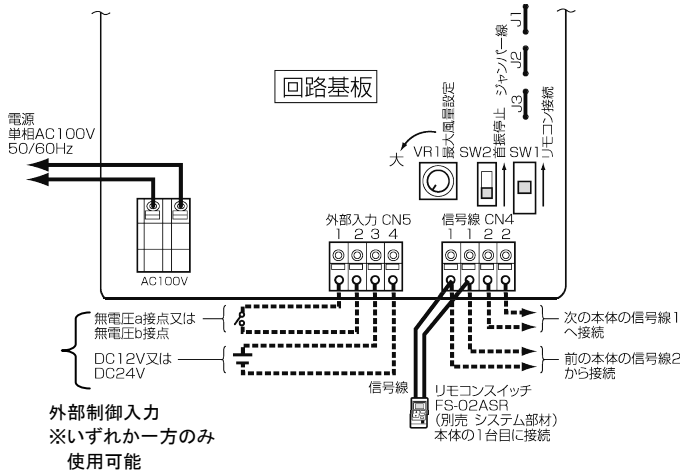 J1
J2
J3
ジャンパー線
回路基板
電源
単相AC100V
50/60Hz
大
VR1
最大風量設定
SW2
首振停止
SW1
リモコン接続
AC100V
外部入力 CN5
1 2 3 4
信号線 CN4
1 1 2 2
無電圧a接点又は
無電圧b接点
DC12V又は
DC24V
外部制御入力
※いずれか一方のみ
使用可能
信号線
リモコンスイッチ
FS-02ASR
(別売 システム部材)
本体の1台目に接続
次の本体の信号線1
へ接続
前の本体の信号線2
から接続